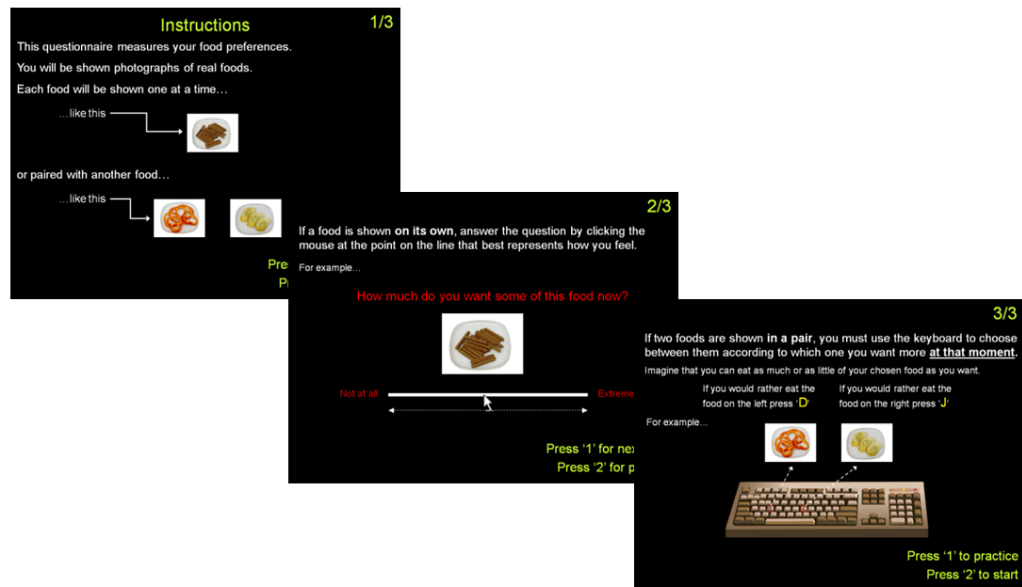 Instructions
1/3
This questionnaire measures your food preferences.
You will be shown photographs of real foods.
Each food will be shown one at a time…
…like this
or paired with another food…
…like this
2/3
If a food is shown on its own, answer the question by clicking the
mouse at the point on the line that best represents how you feel.
For example…
How much do you want some of this food now?
Not at all
Extreme
Press ‘1’ for
Press ‘2’ for
3/3
If two foods are shown in a pair, you must use the keyboard to choose
between them according to which one you want more at that moment.
Imagine that you can eat as much or as little of your chosen food as you want.
If you would rather eat the
food on the left press ‘D’
If you would rather eat the
food on the right press ‘J’
For example…
Press ‘1’ to practice
Press ‘2’ to start